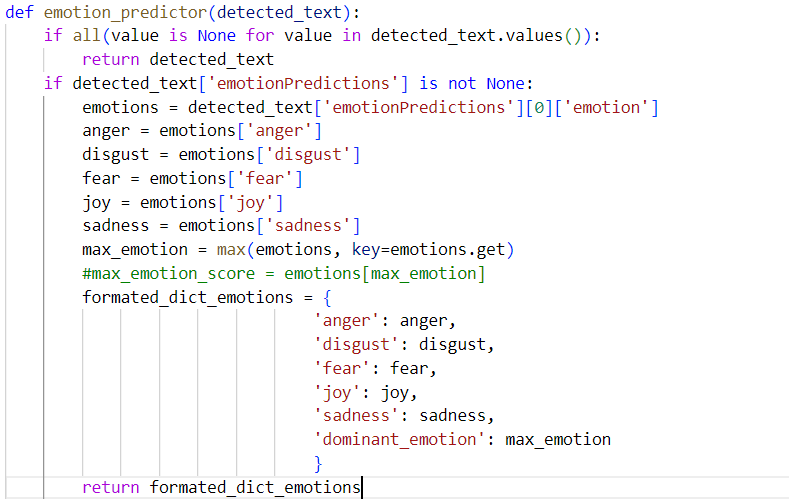 def emotion_predictor(detected_text):
    if all(value is None for value in detected_text.values()):
        return detected_text
    if detected_text['emotionPredictions'] is not None:
        emotions = detected_text['emotionPredictions'][0]['emotion']
        anger = emotions['anger']
        disgust = emotions['disgust']
        fear = emotions['fear']
        joy = emotions['joy']
        sadness = emotions['sadness']
        max_emotion = max(emotions, key=emotions.get)
        #max_emotion_score = emotions[max_emotion]
        formated_dict_emotions = {
                                'anger': anger,
                                'disgust': disgust,
                                'fear': fear,
                                'joy': joy,
                                'sadness': sadness,
                                'dominant_emotion': max_emotion
                                }
        return formated_dict_emotions